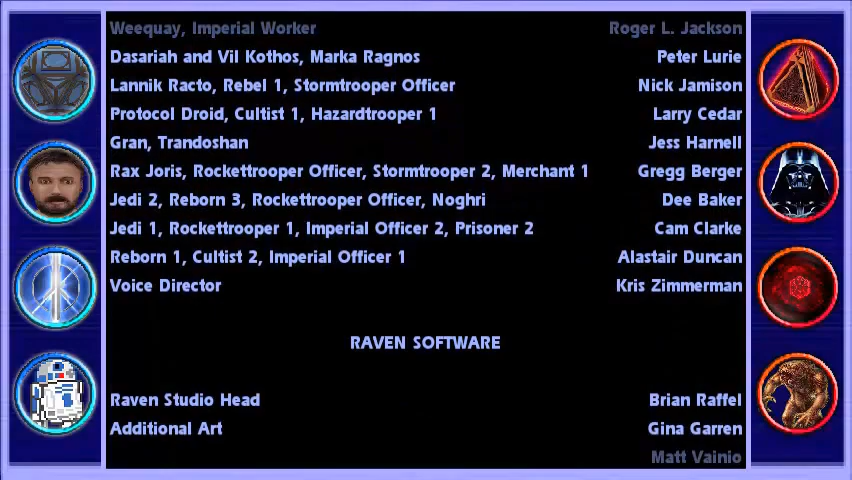 Weequay, Imperial Worker Roger L. Jackson
Dasariah and Vil Kothos, Marka Ragnos Peter Lurie
Lannik Racto, Rebel 1, Stormtrooper Officer Nick Jamison
Protocol Droid, Cultist 1, Hazardtrooper 1 Larry Cedar
Gran, Trandoshan Jess Harnell
Rax Joris, Rockettrooper Officer, Stormtrooper 2, Merchant 1 Gregg Berger
Jedi 2, Reborn 3, Rockettrooper Officer, Noghri Dee Baker
Jedi 1, Rockettrooper 1, Imperial Officer 2, Prisoner 2 Cam Clarke
Reborn 1, Cultist 2, Imperial Officer 1 Alastair Duncan
Voice Director Kris Zimmerman
RAVEN SOFTWARE
Raven Studio Head Brian Raffel
Additional Art Gina Garren
Matt Vainio